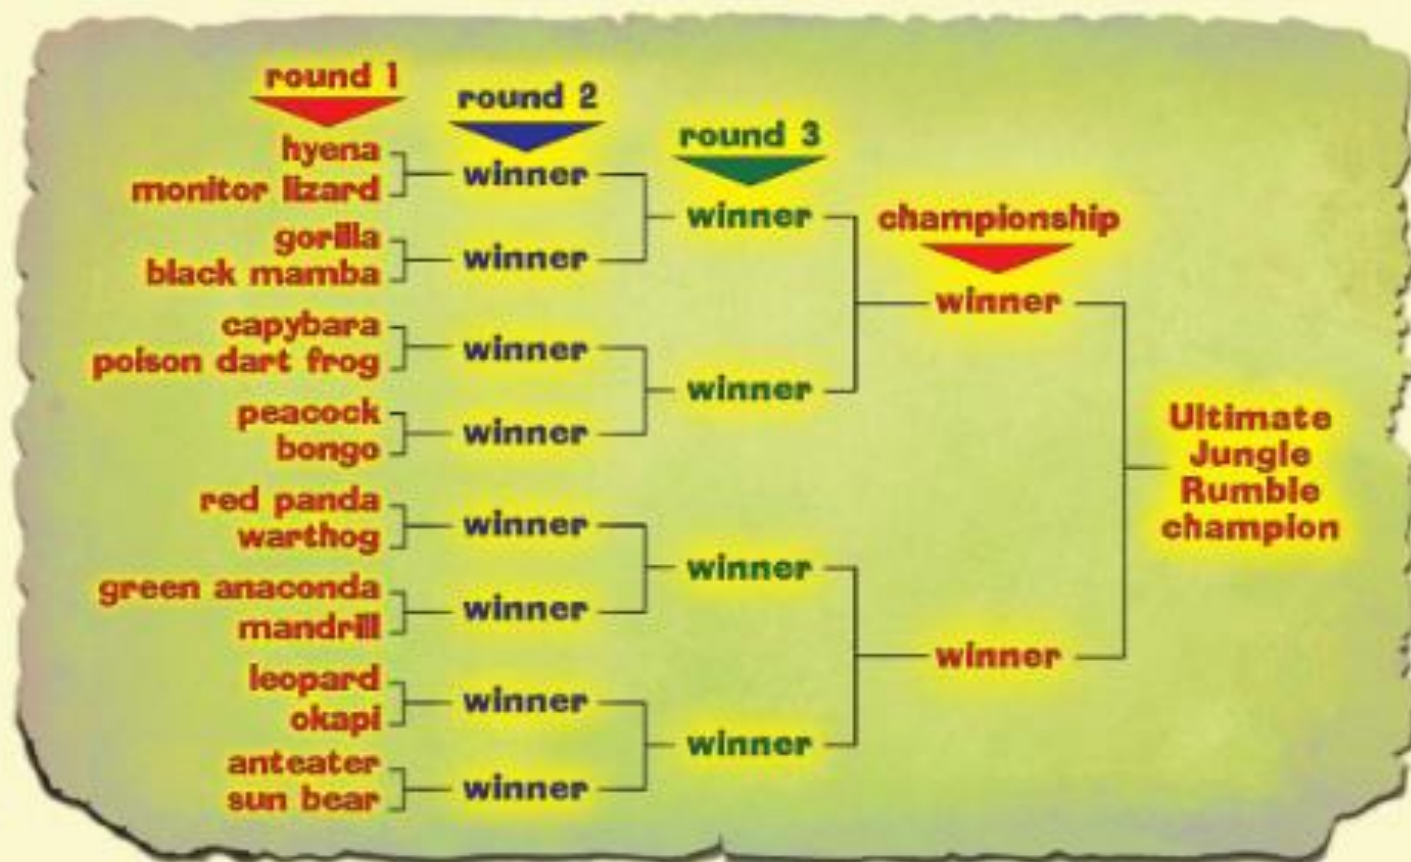 round 1
hyena
monitor lizard
gorilla
black mamba
capybara
poison dart frog
peacock
bongo
red panda
warthog
green anaconda
mandrill
leopard
okapi
anteater
sun bear
round 2
winner
winner
winner
winner
winner
winner
winner
winner
round 3
winner
winner
winner
winner
championship
winner
winner
Ultimate
Jungle
Rumble
champion